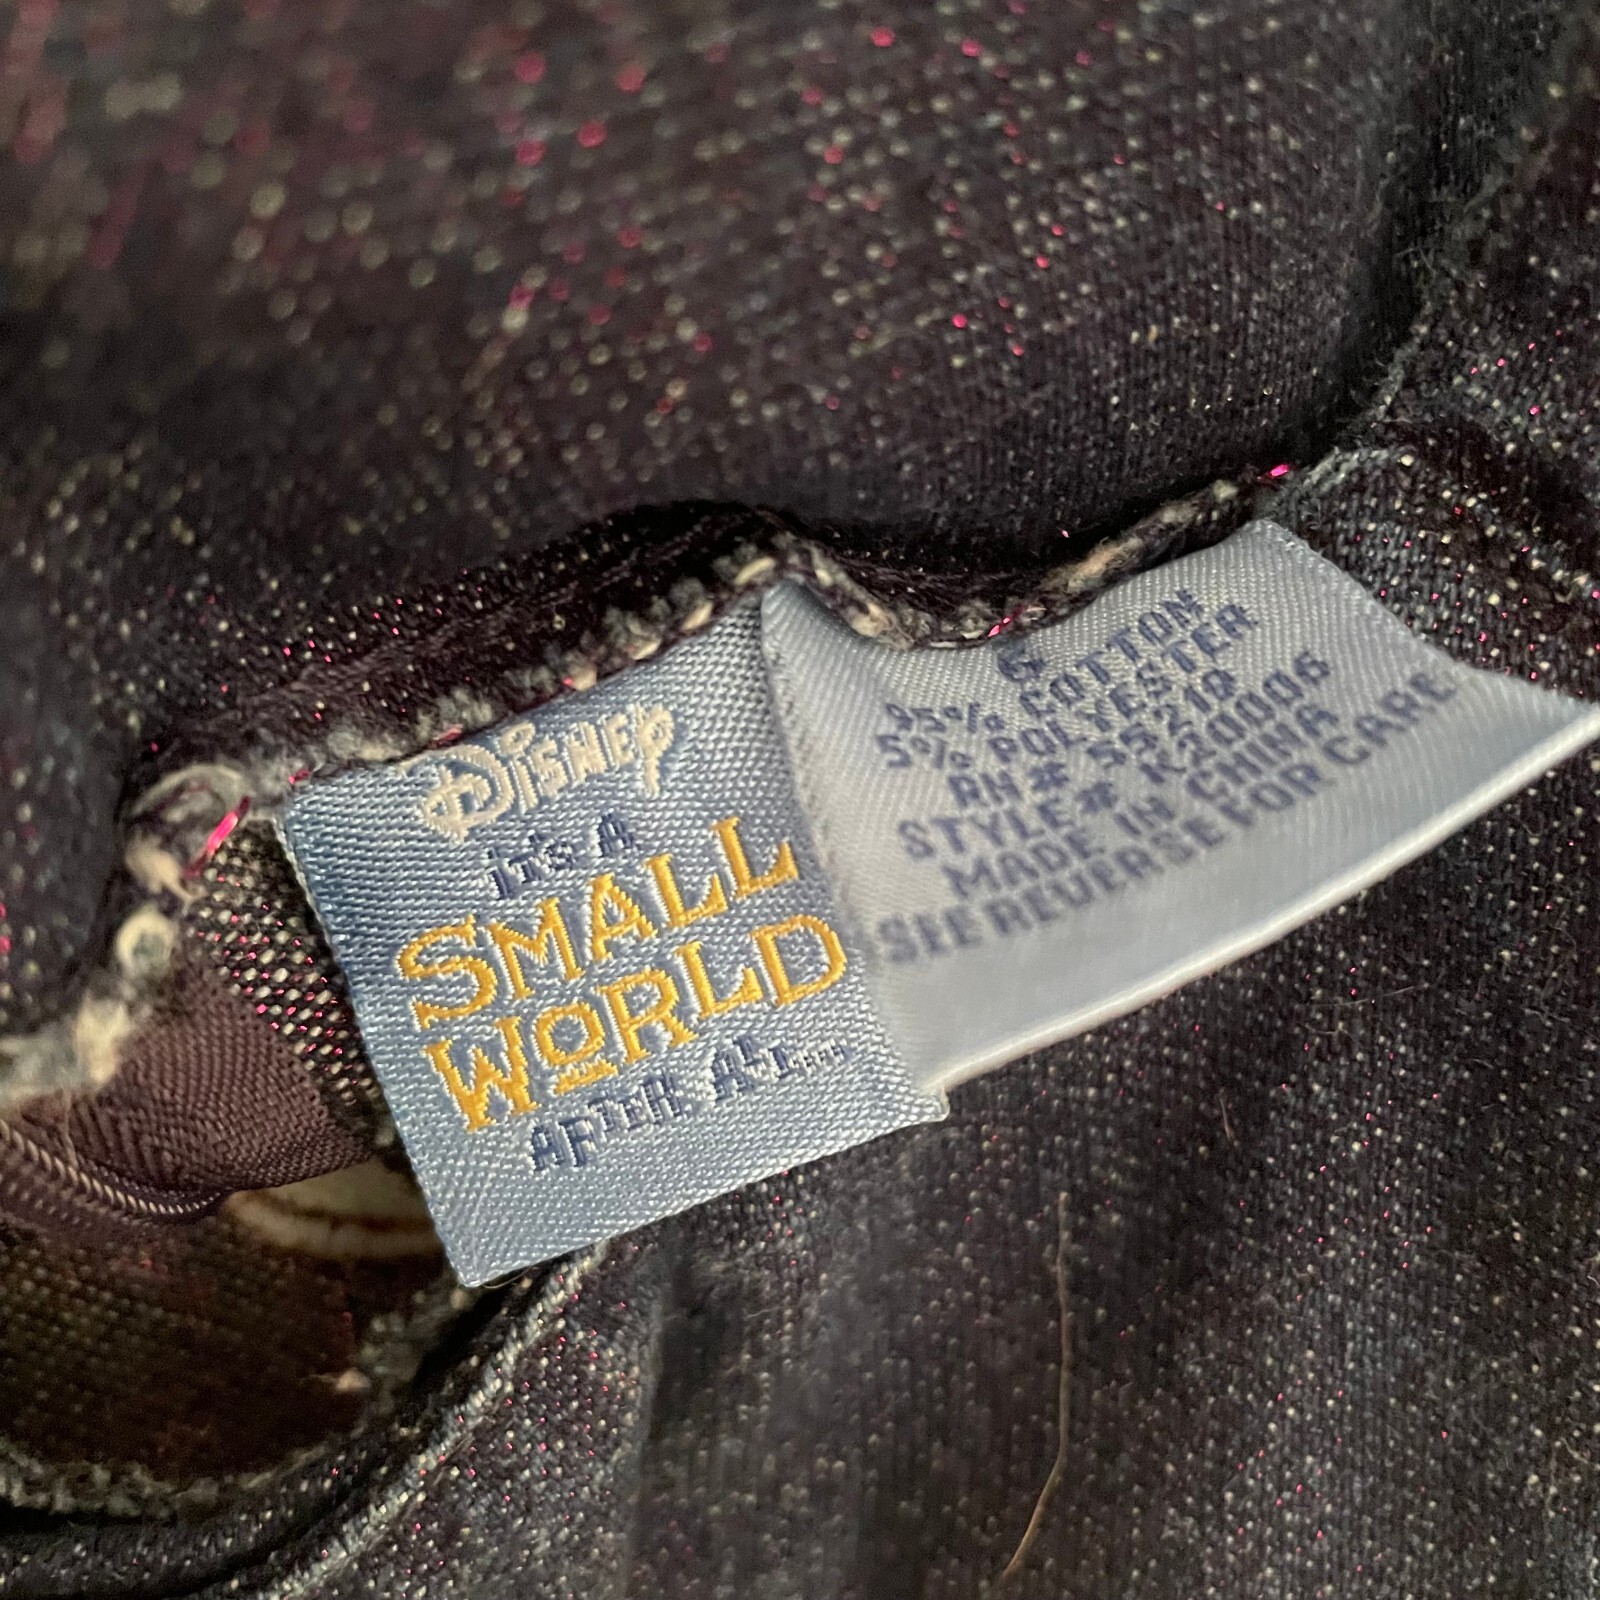 Disney
it's A
SMALL
WORLD
AFTER ALL....
6
95% COTTON
5% POLYESTER
RN # 55219
STYLE# K20006
MADE IN CHINA
SEE REVERSE FOR CARE